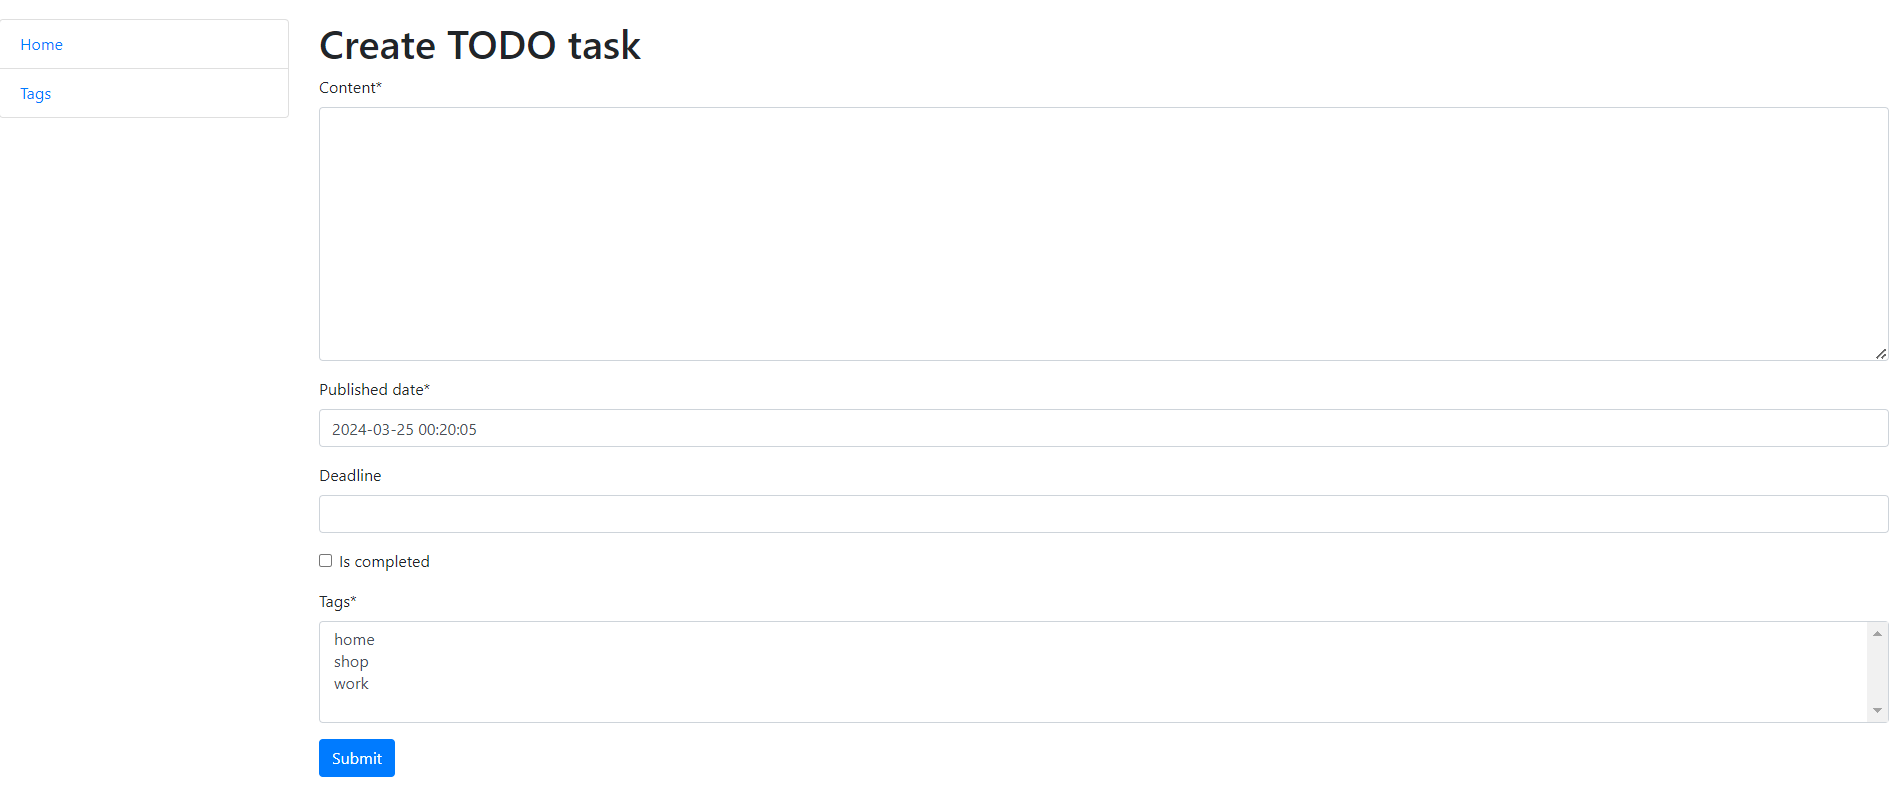 Home
Tags
Create TODO task
Content*
Published date*
2024-03-25 00:20:05
Deadline
Is completed
Tags*
home
shop
work
Submit